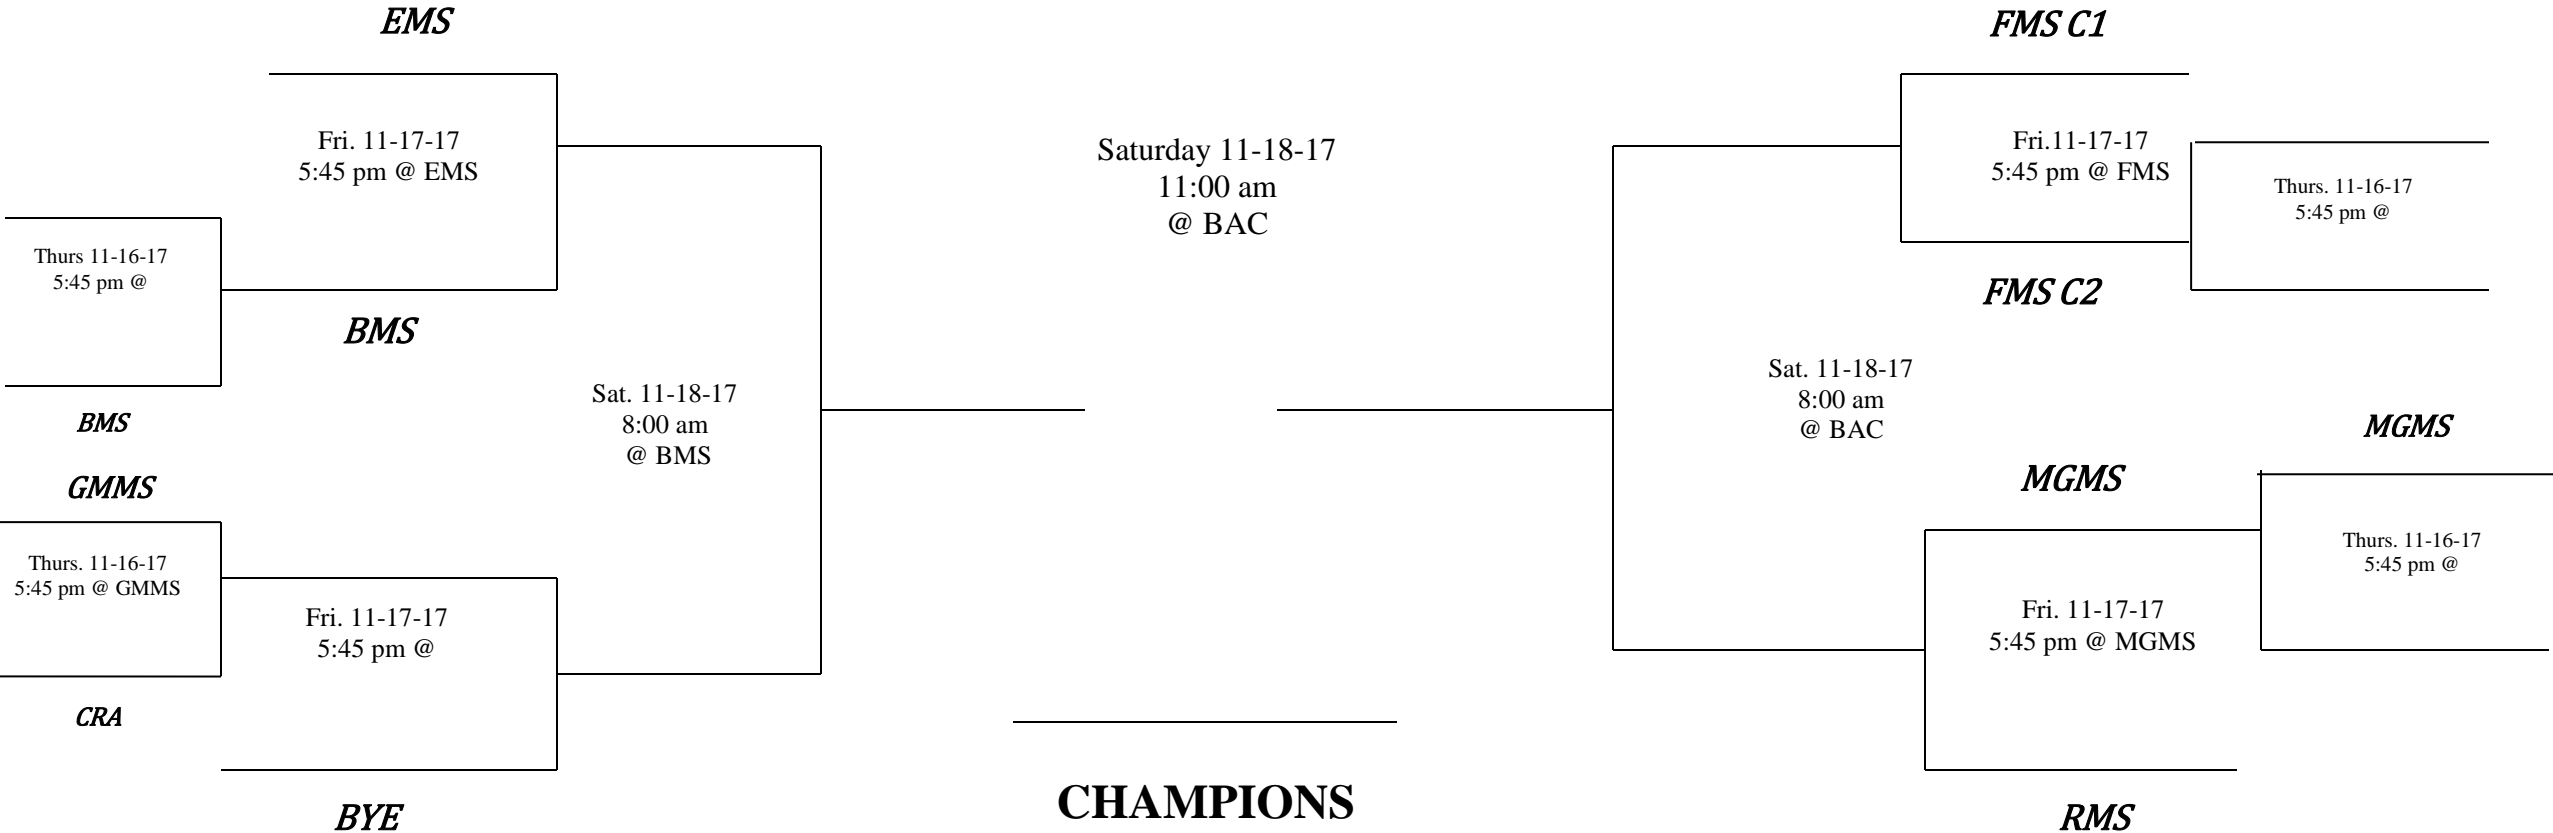 EMS
Fri. 11-17-17
5:45 pm @ EMS
Thurs 11-16-17
5:45 pm @
BMS
BMS
Sat. 11-18-17
8:00 am
@ BMS
GMMS
Thurs. 11-16-17
5:45 pm @ GMMS
CRA
Fri. 11-17-17
5:45 pm @
BYE
Saturday 11-18-17
11:00 am
@ BAC
CHAMPIONS
FMS C1
Fri.11-17-17
5:45 pm @ FMS
Thurs. 11-16-17
5:45 pm @
FMS C2
Sat. 11-18-17
8:00 am
@ BAC
MGMS
MGMS
Thurs. 11-16-17
5:45 pm @
Fri. 11-17-17
5:45 pm @ MGMS
RMS